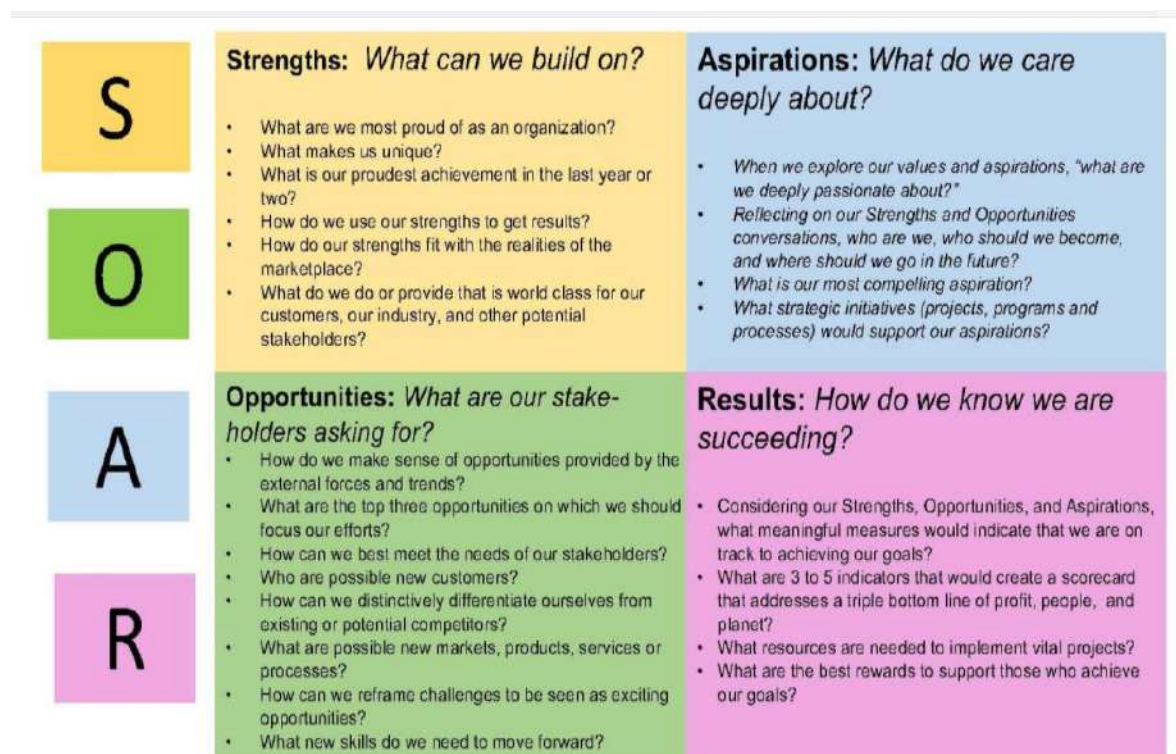 S
O
A
R
Strengths: What can we build on?
• What are we most proud of as an organization?
• What makes us unique?
• What is our proudest achievement in the last year or
two?
• How do we use our strengths to get results?
• How do our strengths fit with the realities of the
marketplace?
• What do we do or provide that is world class for our
customers, our industry, and other potential
stakeholders?
Aspirations: What do we care
deeply about?
• When we explore our values and aspirations, "what are
we deeply passionate about?"
• Reflecting on our Strengths and Opportunities
conversations, who are we, who should we become,
and where should we go in the future?
• What is our most compelling aspiration?
• What strategic initiatives (projects, programs and
processes) would support our aspirations?
Opportunities: What are our stake-
holders asking for?
• How do we make sense of opportunities provided by the
external forces and trends?
• What are the top three opportunities on which we should
focus our efforts?
• How can we best meet the needs of our stakeholders?
• Who are possible new customers?
• How can we distinctively differentiate ourselves from
existing or potential competitors?
• What are possible new markets, products, services or
processes?
• How can we reframe challenges to be seen as exciting
opportunities?
• What new skills do we need to move forward?
Results: How do we know we are
succeeding?
• Considering our Strengths, Opportunities, and Aspirations,
what meaningful measures would indicate that we are on
track to achieving our goals?
• What are 3 to 5 indicators that would create a scorecard
that addresses a triple bottom line of profit, people, and
planet?
• What resources are needed to implement vital projects?
• What are the best rewards to support those who achieve
our goals?